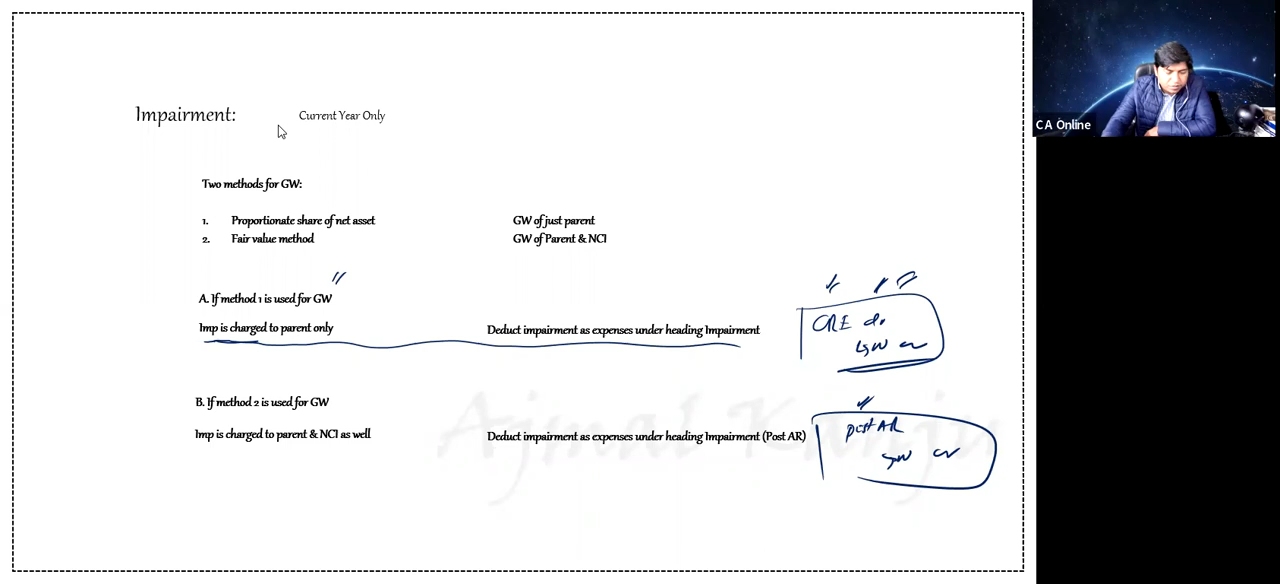 Impairment: Current Year Only
Two methods for GW:
1. Proportionate share of net asset GW of just parent
2. Fair value method GW of Parent & NCI
A. If method 1 is used for GW
Imp is charged to parent only Deduct impairment as expenses under heading Impairment
CRE dr
GW cr
B. If method 2 is used for GW
Imp is charged to parent & NCI as well Deduct impairment as expenses under heading Impairment (Post AR)
post AR
GW cr
Ajmal Kanju
CA Online